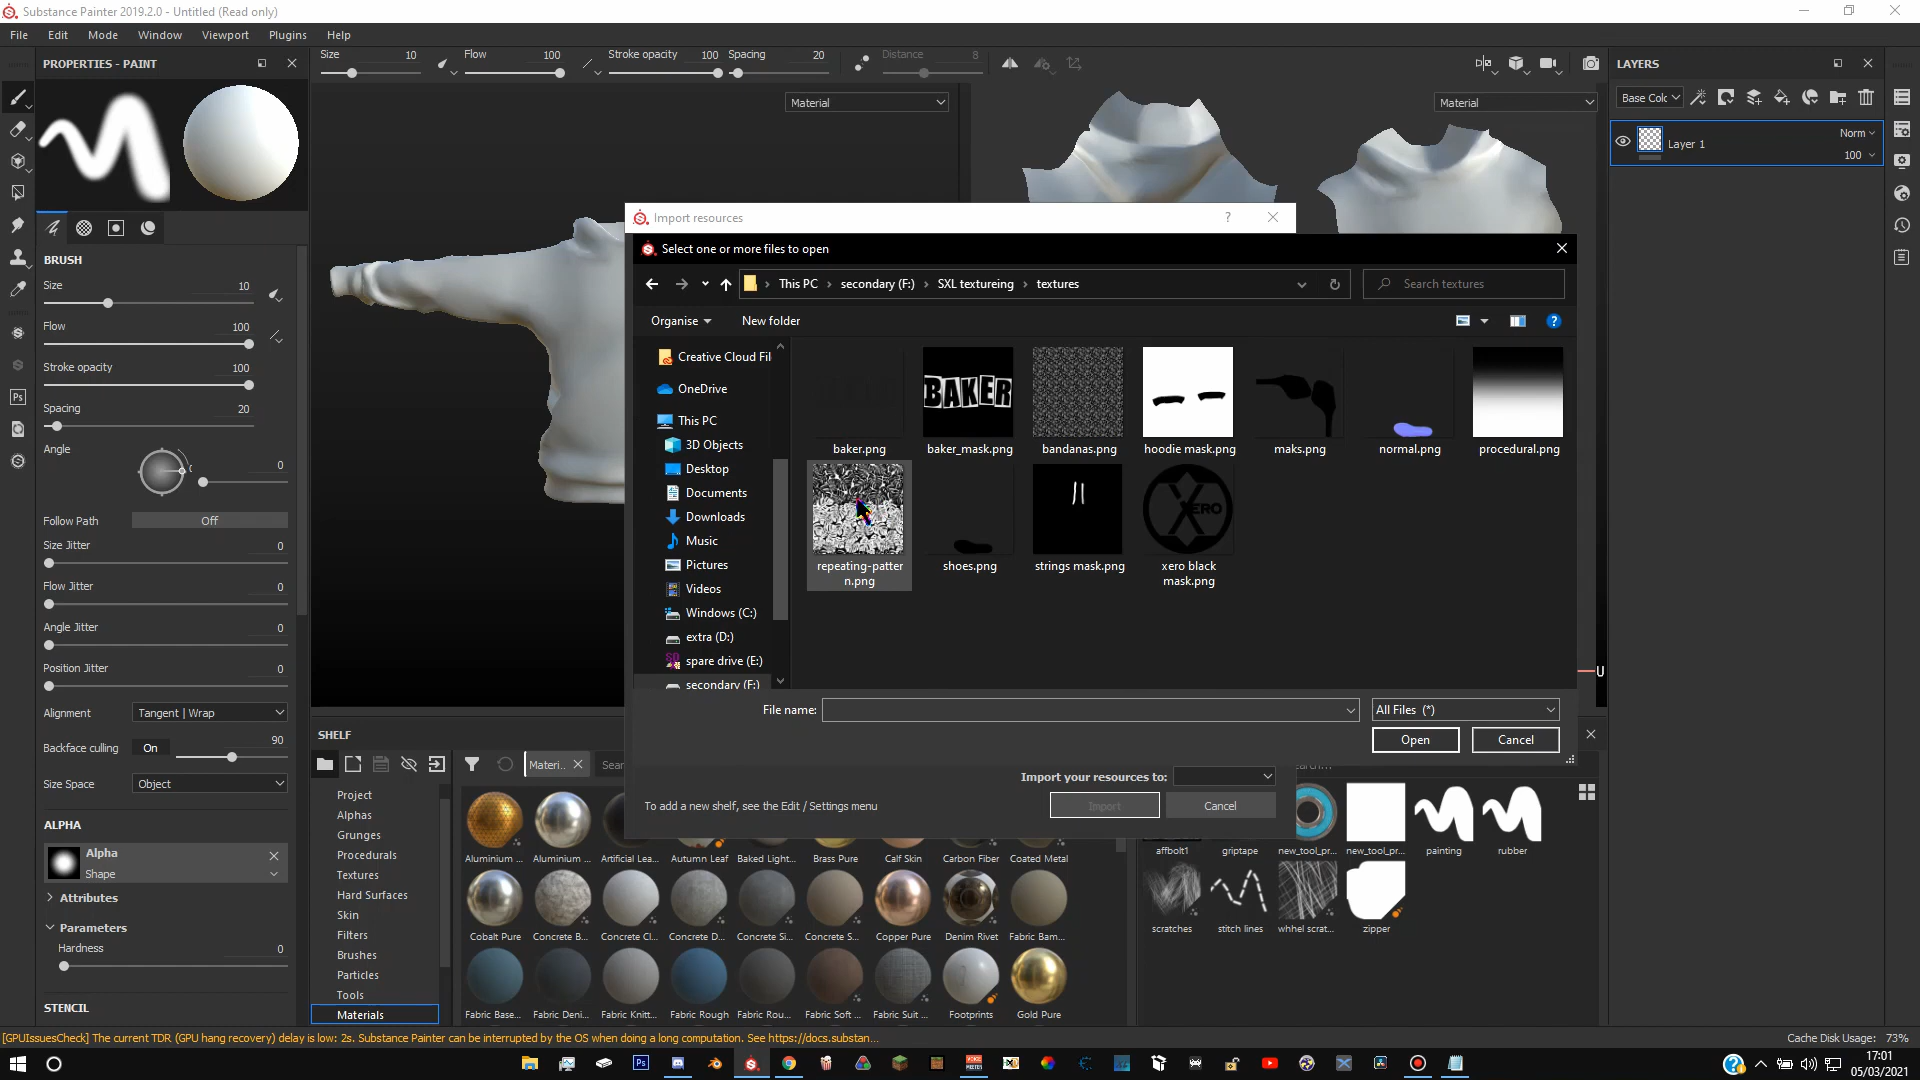 Substance Painter 2019.2.0 - Untitled (Read only)
File Edit Mode Window Viewport Plugins Help
PROPERTIES - PAINT
Size 10 Flow 100 Stroke opacity 100 Spacing 20 Distance 8
LAYERS
Material
Material
Base Colc
Layer 1
Norm
100
BRUSH
Size 10
Flow 100
Stroke opacity 100
Spacing 20
Angle 0
Follow Path Off
Size Jitter 0
Flow Jitter 0
Angle Jitter 0
Position Jitter 0
Alignment Tangent | Wrap
Backface culling On 90
Size Space Object
ALPHA
Alpha
Shape
Attributes
Parameters
Hardness 0
STENCIL
Ps
Import resources
?
Select one or more files to open
This PC secondary (F:) SXL textureing textures
Search textures
Organise New folder
Creative Cloud Fil
OneDrive
This PC
3D Objects
Desktop
Documents
Downloads
Music
Pictures
Videos
Windows (C:)
extra (D:)
spare drive (E:)
secondary (F:)
BAKER
XERO
baker.png baker_mask.png bandanas.png hoodie mask.png maks.png normal.png procedural.png
repeating-patter
n.png
shoes.png strings mask.png xero black
mask.png
File name: All Files (*)
Open Cancel
Import your resources to:
To add a new shelf, see the Edit / Settings menu
Import Cancel
U
SHELF
Materi..
Sear
Project
Alphas
Grunges
Procedurals
Textures
Hard Surfaces
Skin
Filters
Brushes
Particles
Tools
Materials
Aluminium ... Aluminium ... Artificial Lea... Autumn Leaf Baked Light... Brass Pure Calf Skin Carbon Fiber Coated Metal
Cobalt Pure Concrete B... Concrete Cl... Concrete D... Concrete Si... Concrete S... Copper Pure Denim Rivet Fabric Bam...
Fabric Base... Fabric Deni... Fabric Knitt... Fabric Rough Fabric Rou... Fabric Soft ... Fabric Suit ... Footprints Gold Pure
affbolt1 griptape new_tool_pr... new_tool_pr... painting rubber
scratches stitch lines whhel scrat... zipper
[GPUIssuesCheck] The current TDR (GPU hang recovery) delay is low: 2s. Substance Painter can be interrupted by the OS when doing a long computation. See https://docs.substan...
Cache Disk Usage: 73%
17:01
05/03/2021